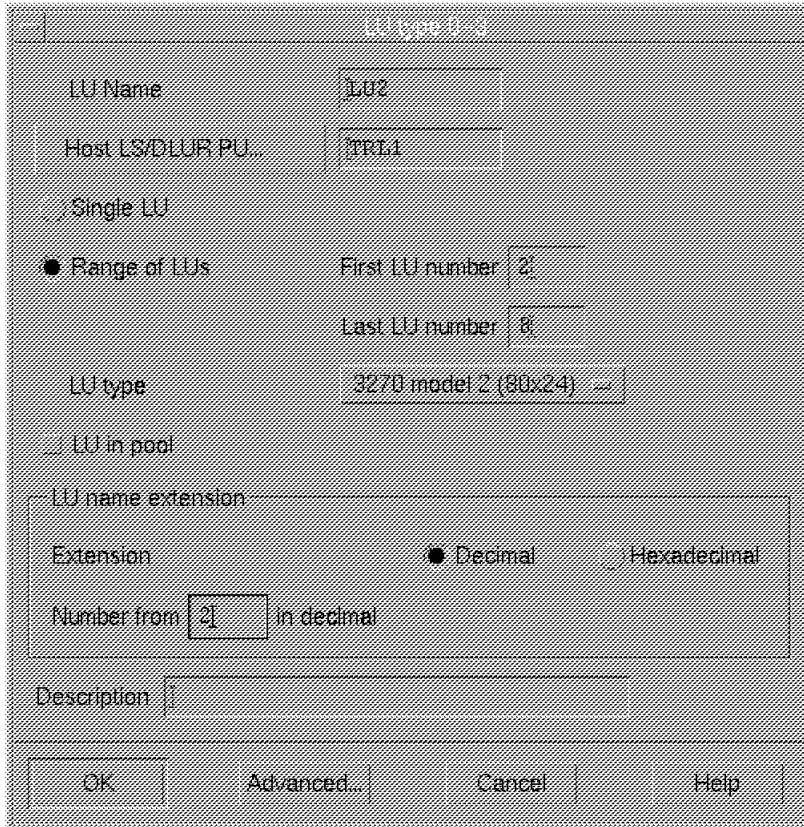 LU type 0-3
LU Name LU2
Host LS/DLUR PU... TRL1
Single LU
Range of LUs First LU number 2
Last LU number 8
LU type 3270 model 2 (80x24)
LU in pool
LU name extension
Extension Decimal Hexadecimal
Number from 2 in decimal
Description
OK Advanced... Cancel Help